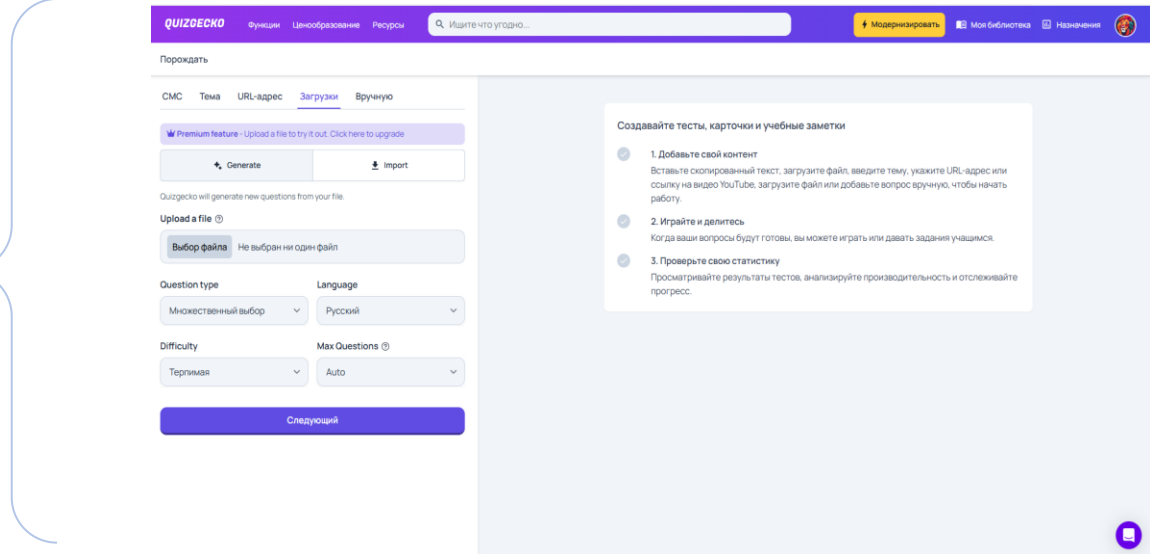 QUIZGECKO Функции Ценообразование Ресурсы Ищите что угодно... Модернизировать Моя библиотека Назначения
Порождать
СМС Тема URL-адрес Загрузки Вручную
Premium feature - Upload a file to try it out. Click here to upgrade
Generate Import
Quizgecko will generate new questions from your file.
Upload a file
Выбор файла Не выбран ни один файл
Question type Language
Множественный выбор Русский
Difficulty Max Questions
Терпимая Auto
Следующий
Создавайте тесты, карточки и учебные заметки
1. Добавьте свой контент
Вставьте скопированный текст, загрузите файл, введите тему, укажите URL-адрес или
ссылку на видео YouTube, загрузите файл или добавьте вопрос вручную, чтобы начать
работу.
2. Играйте и делитесь
Когда ваши вопросы будут готовы, вы можете играть или давать задания учащимся.
3. Проверьте свою статистику
Просматривайте результаты тестов, анализируйте производительность и отслеживайте
прогресс.